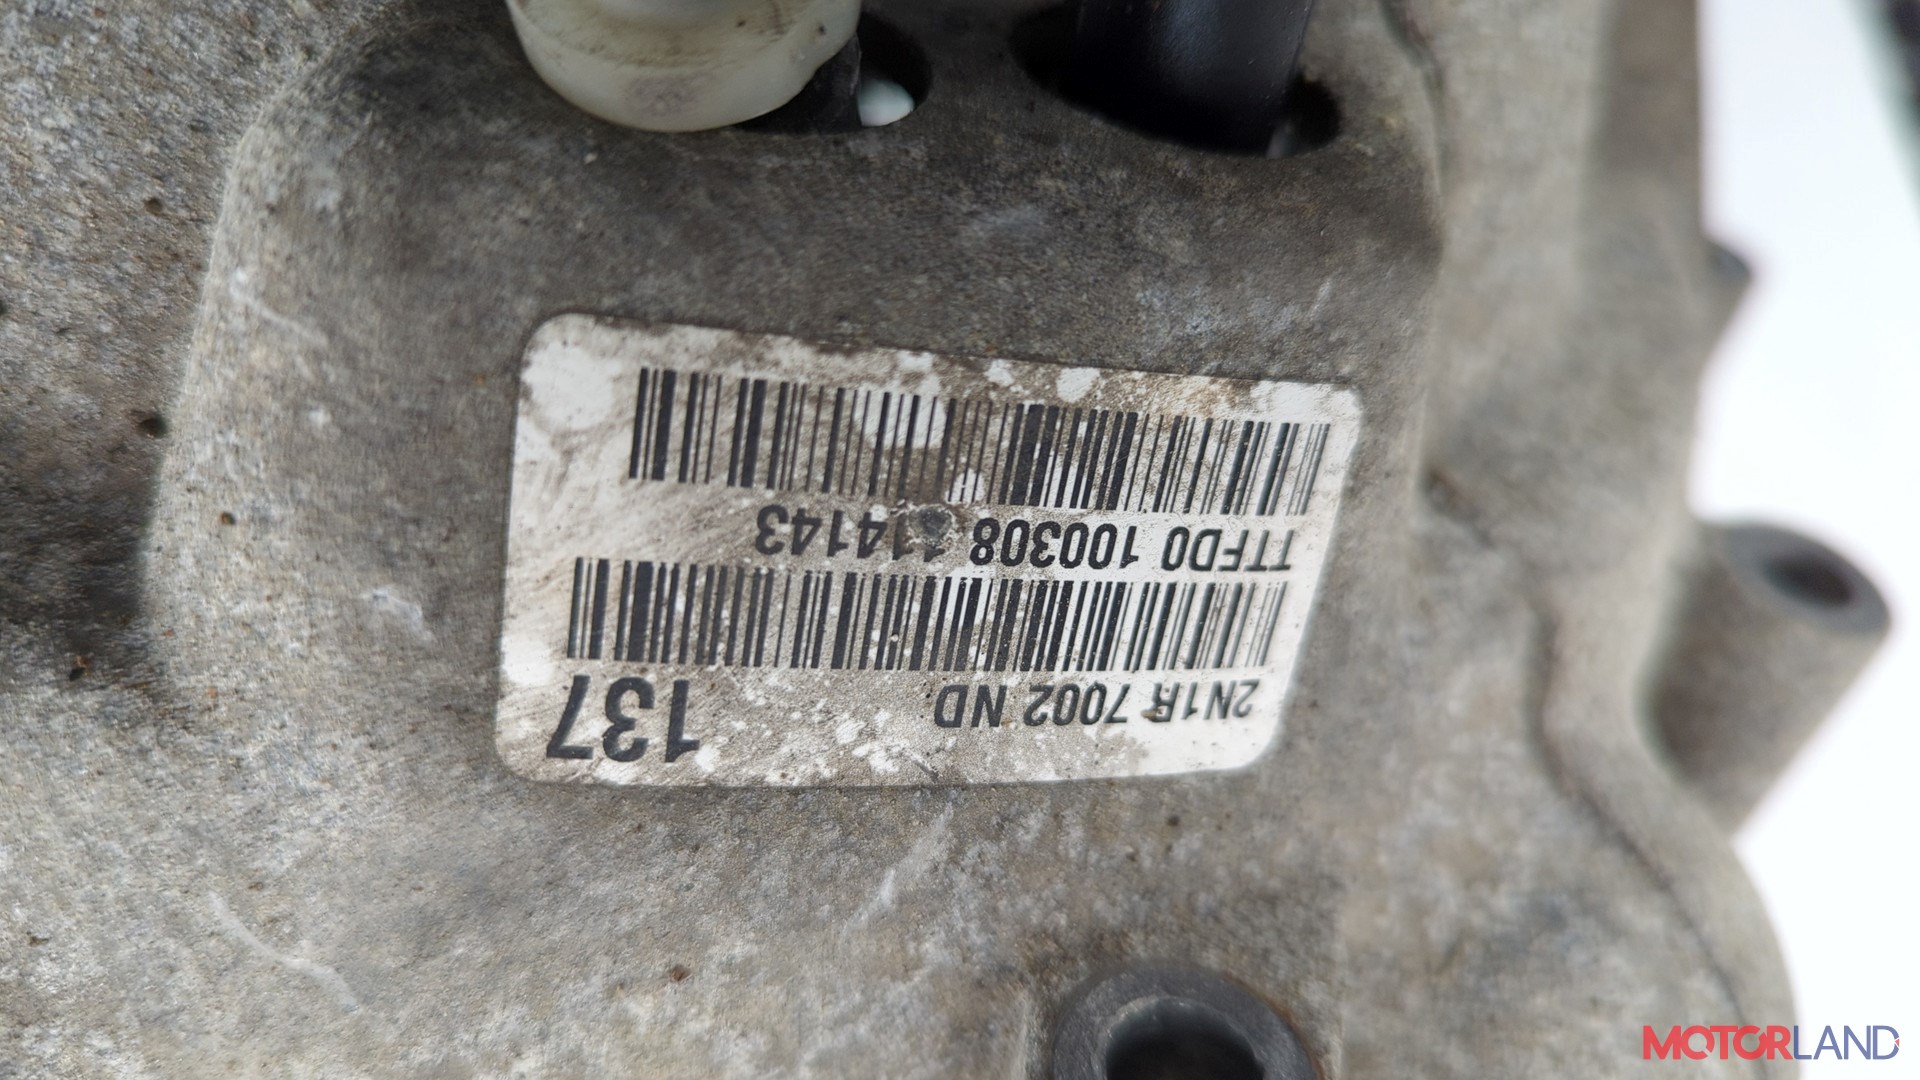 2N1R 7002 ND
137
TTFD0 100308 114143
MOTORLAND